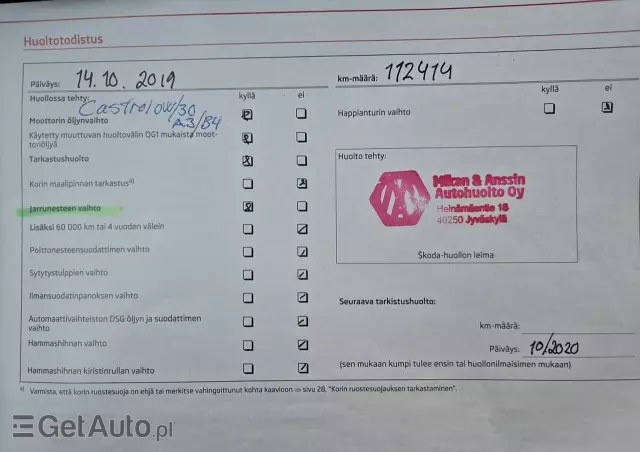 Huoltotodistus
Päiväys: 14.10.2019
km-määrä: 112414
Huollossa tehty:
kyllä ei
Castrol 0W/30
A3/B4
Moottorin öljynvaihto
Käytetty muuttuvan huoltovälin QG1 mukaista moot-
toriöljyä
Tarkastushuolto
Korin maalipinnan tarkastus a)
Jarrunesteen vaihto
Lisäksi 60 000 km tai 4 vuoden välein
Polttonesteensuodattimen vaihto
Sytytystulppien vaihto
Ilmansuodatinpanoksen vaihto
Automaattivaihteiston DSG öljyn ja suodattimen
vaihto
Hammashihnan vaihto
Hammashihnan kiristinrullan vaihto
kyllä ei
Happianturin vaihto
Huolto tehty:
Mikan & Anssin
Autohuolto Oy
Heinämäentie 18
40250 Jyväskylä
Škoda-huollon leima
Seuraava tarkistushuolto:
km-määrä:
Päiväys: 10/2020
(sen mukaan kumpi tulee ensin tai huollonilmaisimen mukaan)
a) Varmista, että korin ruostesuoja on ehjä tai merkitse vahingoittunut kohta kaavioon ⇒ sivu 28, "Korin ruostesuojauksen tarkastaminen".
GetAuto.pl